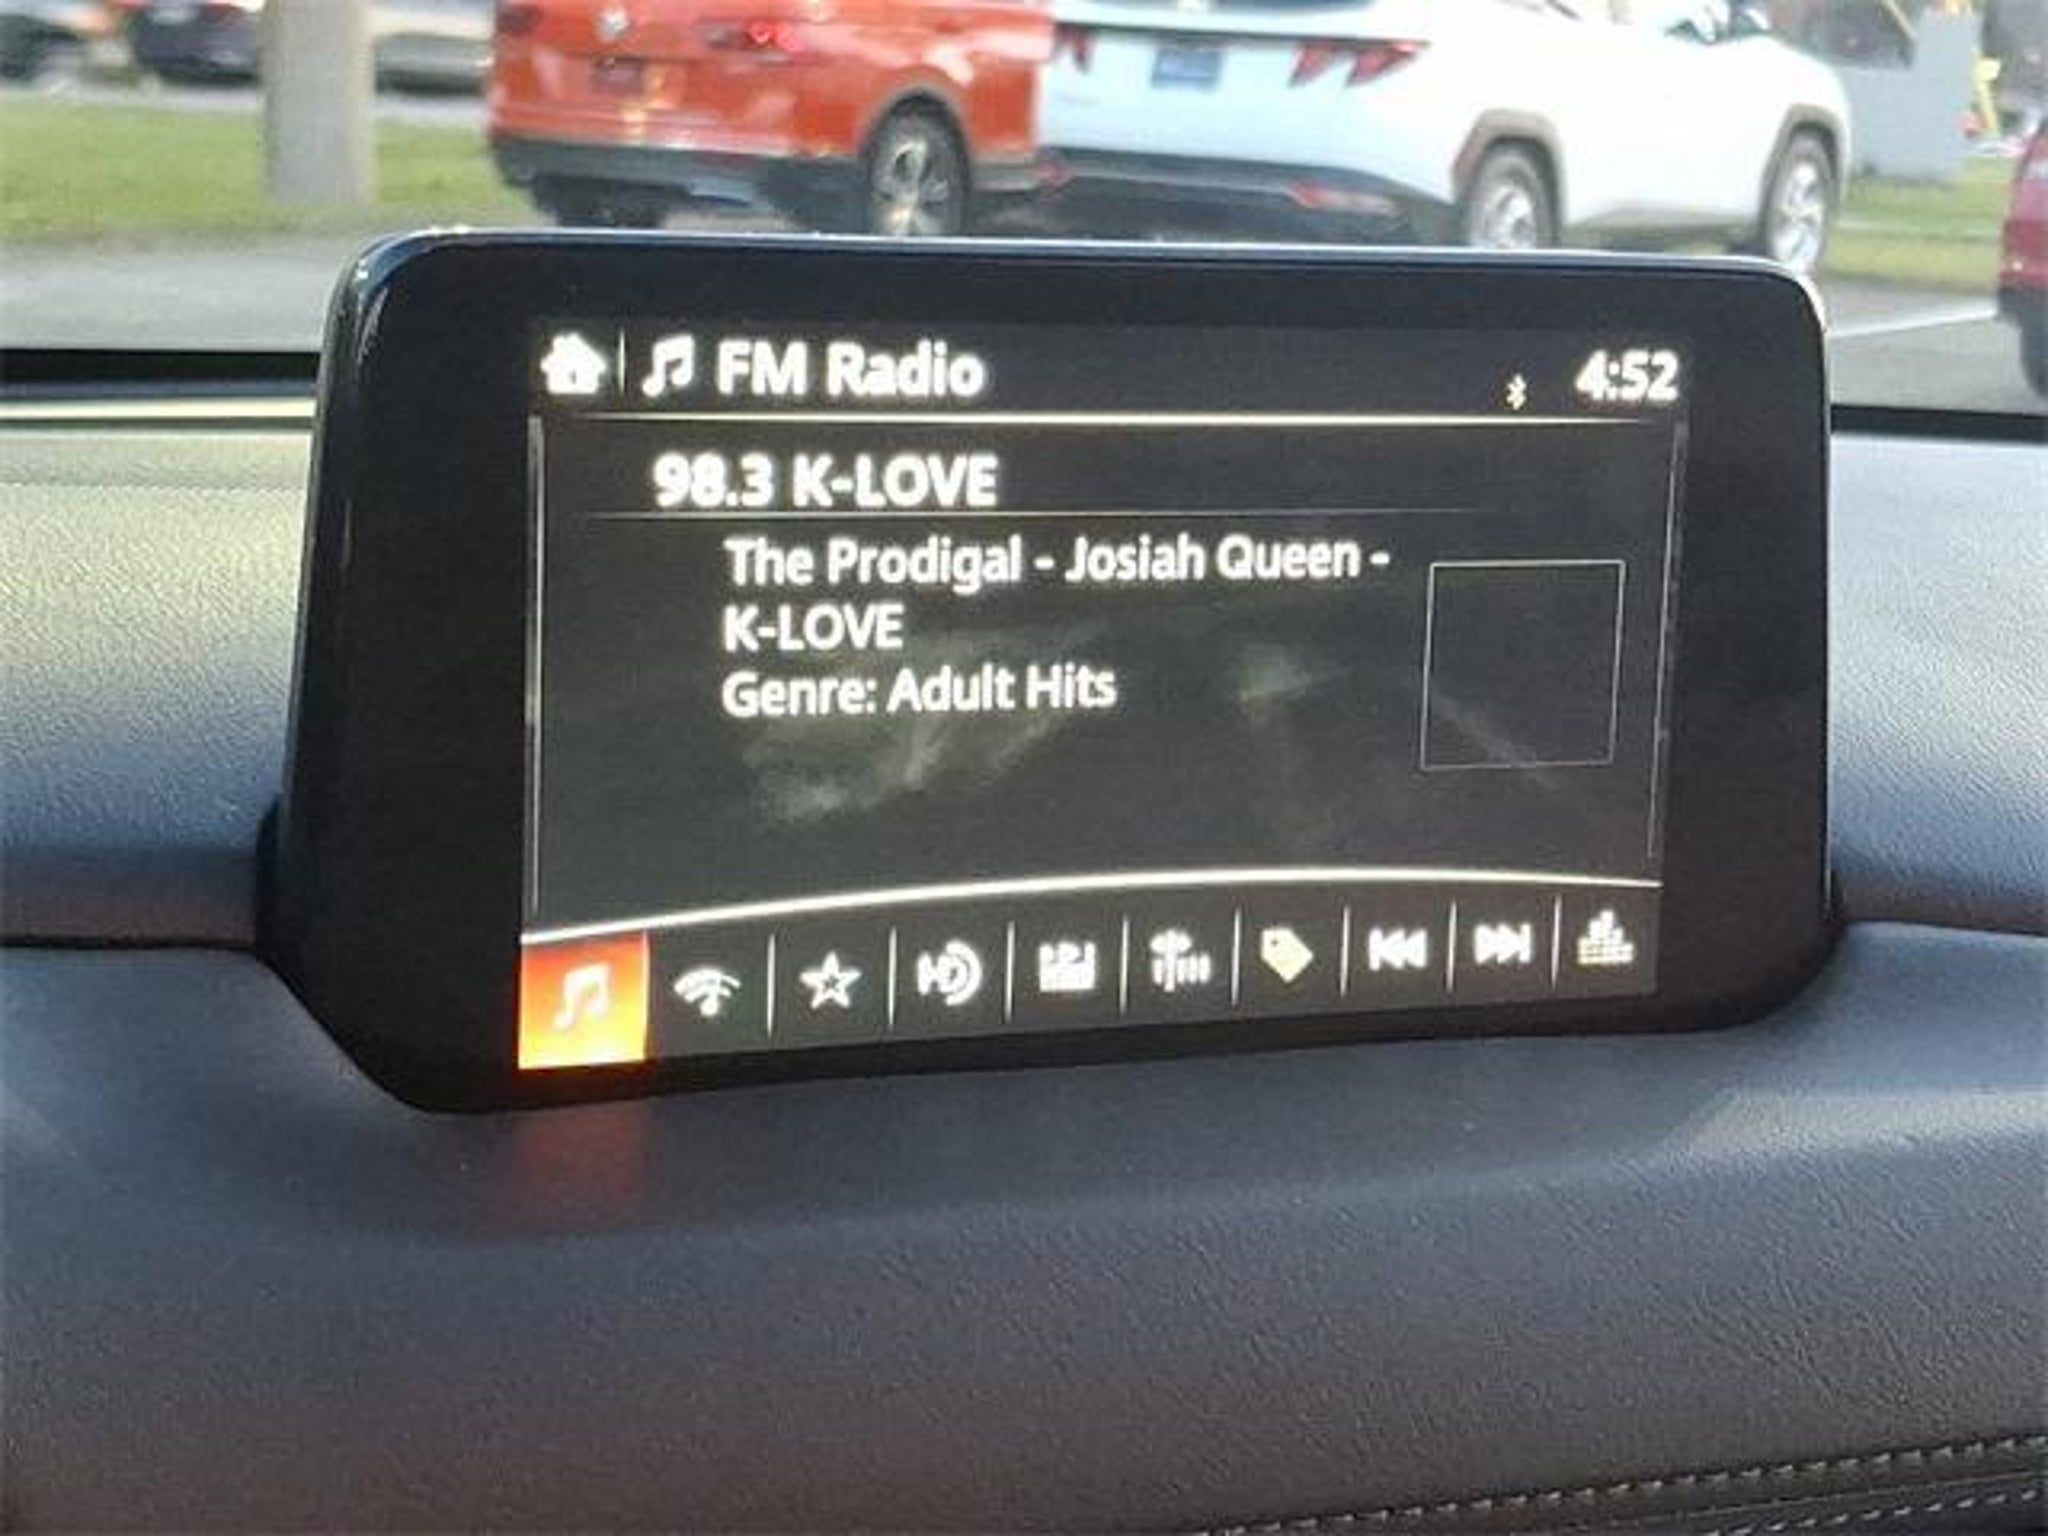 FM Radio
4:52
98.3 K-LOVE
The Prodigal - Josiah Queen -
K-LOVE
Genre: Adult Hits